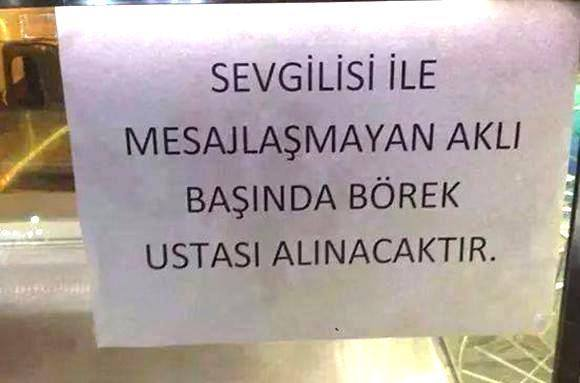 SEVGİLİSİ İLE
MESAJLAŞMAYAN AKLI
BAŞINDA BÖREK
USTASI ALINACAKTIR.